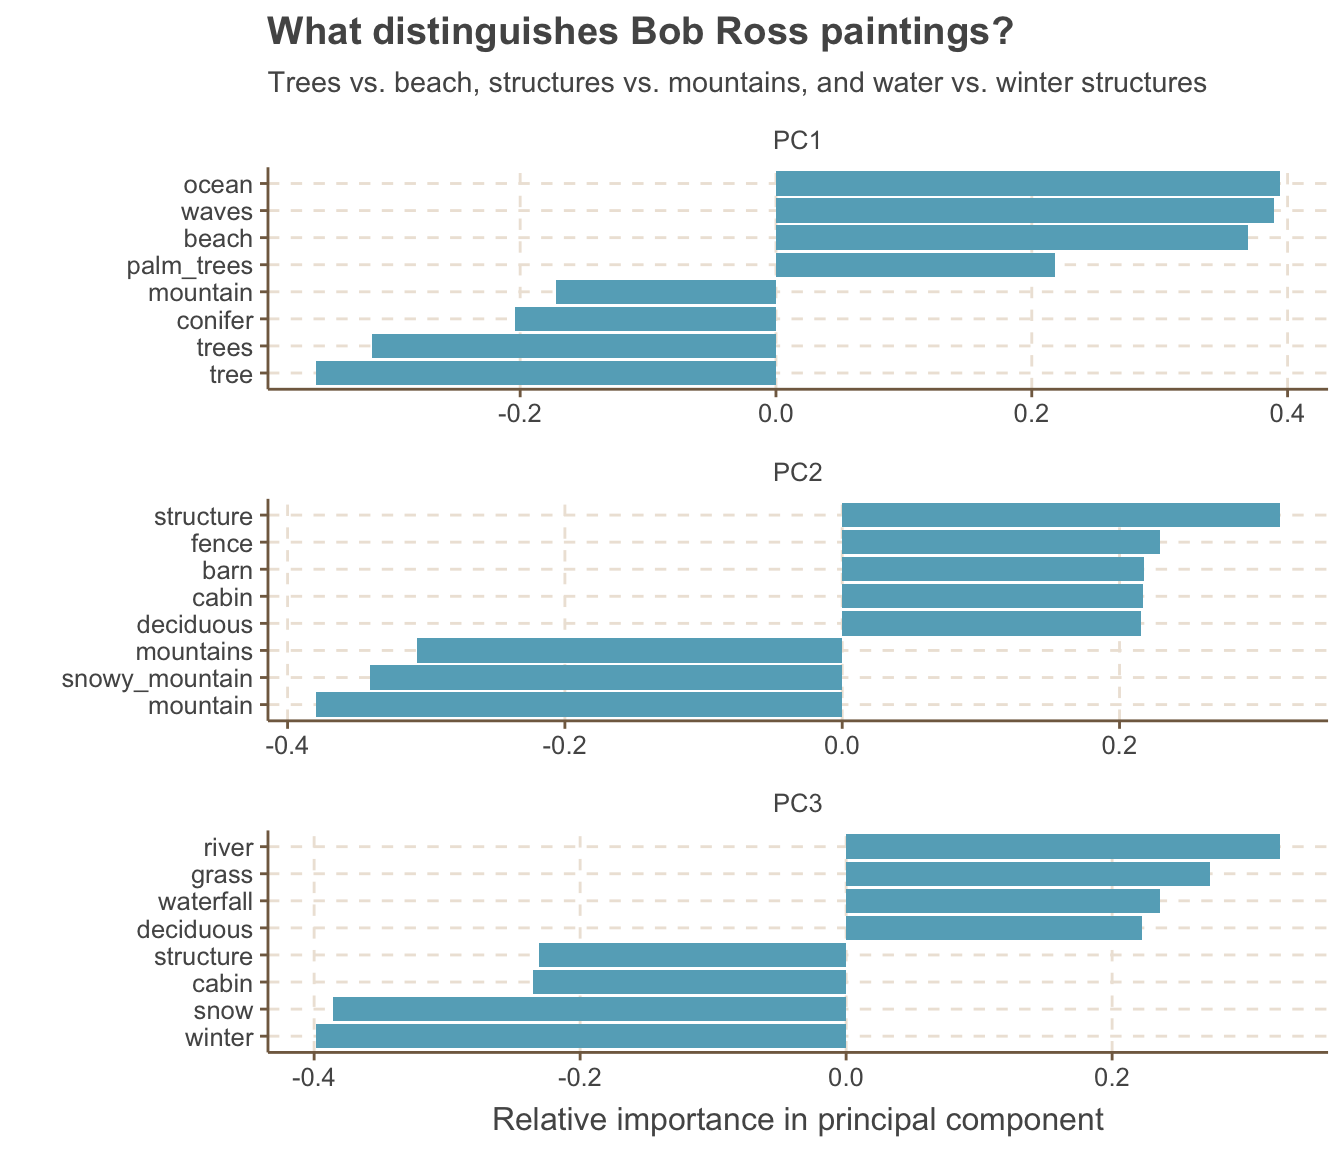 What distinguishes Bob Ross paintings?
Trees vs. beach, structures vs. mountains, and water vs. winter structures
PC1
ocean
waves
beach
palm_trees
mountain
conifer
trees
tree
-0.2 0.0 0.2 0.4
PC2
structure
fence
barn
cabin
deciduous
mountains
snowy_mountain
mountain
-0.4 -0.2 0.0 0.2
PC3
river
grass
waterfall
deciduous
structure
cabin
snow
winter
-0.4 -0.2 0.0 0.2
Relative importance in principal component